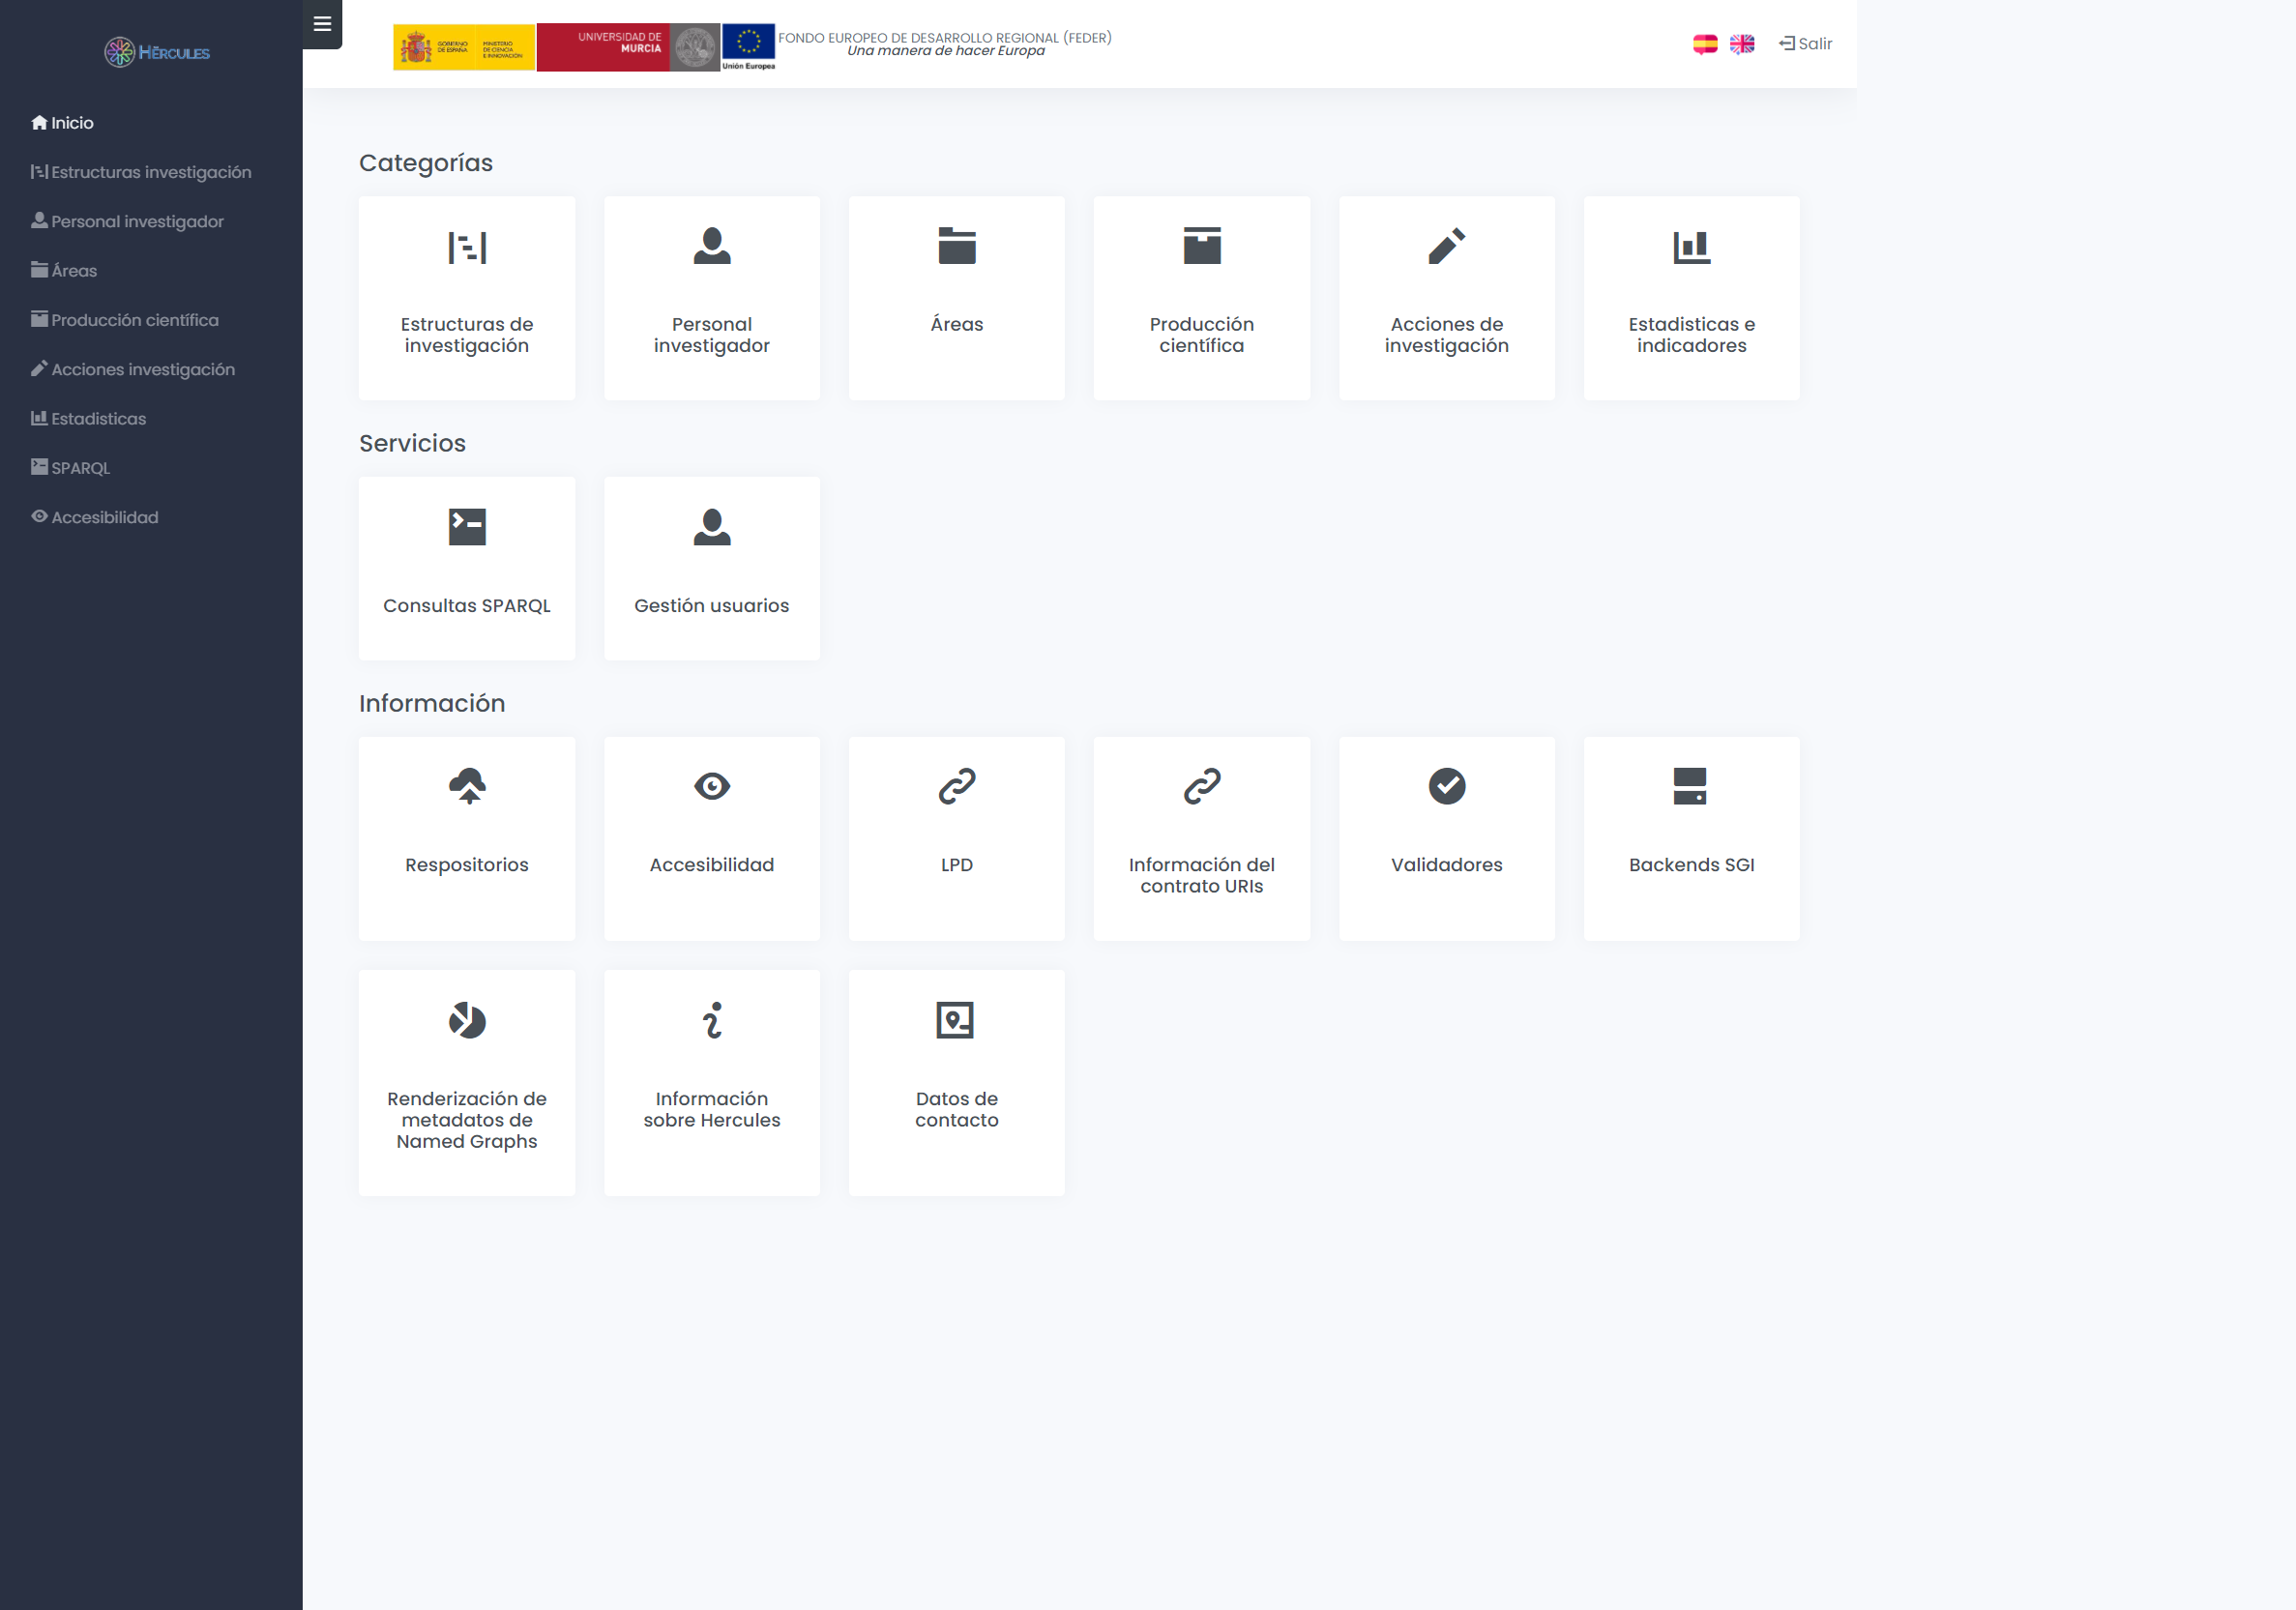 HÉRCULES
Inicio
Estructuras investigación
Personal investigador
Áreas
Producción científica
Acciones investigación
Estadisticas
SPARQL
Accesibilidad
GOBIERNO
DE ESPAÑA
MINISTERIO
DE CIENCIA
E INNOVACIÓN
UNIVERSIDAD DE
MURCIA
Unión Europea
FONDO EUROPEO DE DESARROLLO REGIONAL (FEDER)
Una manera de hacer Europa
Salir
Categorías
Estructuras de
investigación
Personal
investigador
Áreas
Producción
científica
Acciones de
investigación
Estadisticas e
indicadores
Servicios
Consultas SPARQL
Gestión usuarios
Información
Respositorios
Accesibilidad
LPD
Información del
contrato URIs
Validadores
Backends SGI
Renderización de
metadatos de
Named Graphs
Información
sobre Hercules
Datos de
contacto